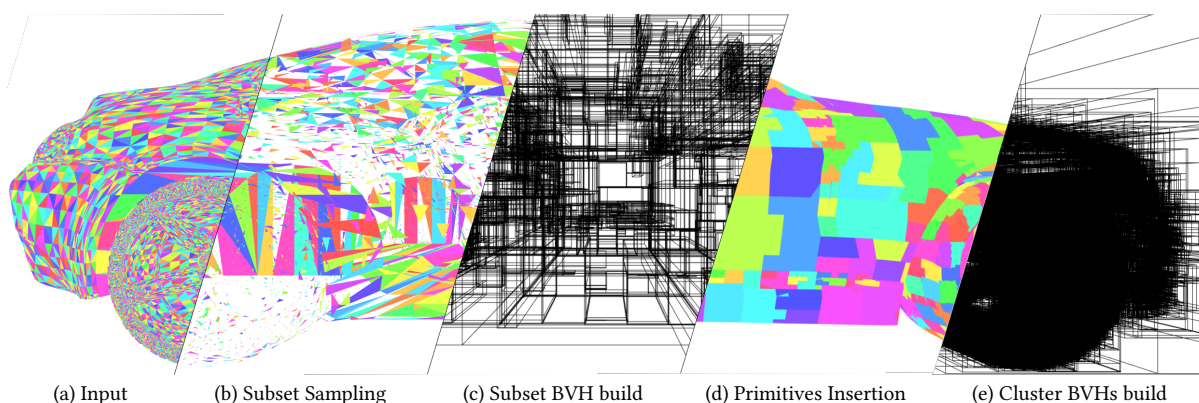 (a) Input
(b) Subset Sampling
(c) Subset BVH build
(d) Primitives Insertion
(e) Cluster BVHs build